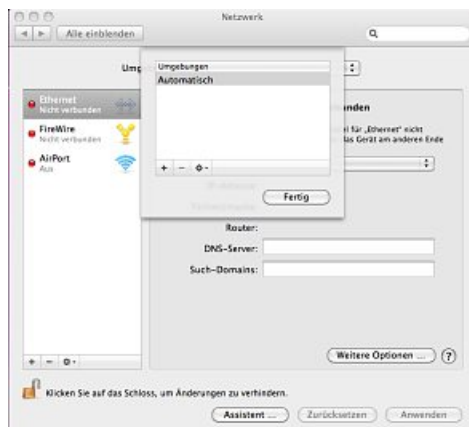 Netzwerk
Alle einblenden
Umg
Umgebungen
Automatisch
Ethernet
Nicht verbunden
FireWire
Nicht verbunden
AirPort
Aus
nden
el für „Ethernet“ nicht
das Gerät am anderen Ende
Fertig
Router:
DNS-Server:
Such-Domains:
Weitere Optionen ...
?
Klicken Sie auf das Schloss, um Änderungen zu verhindern.
Assistent ...
Zurücksetzen
Anwenden